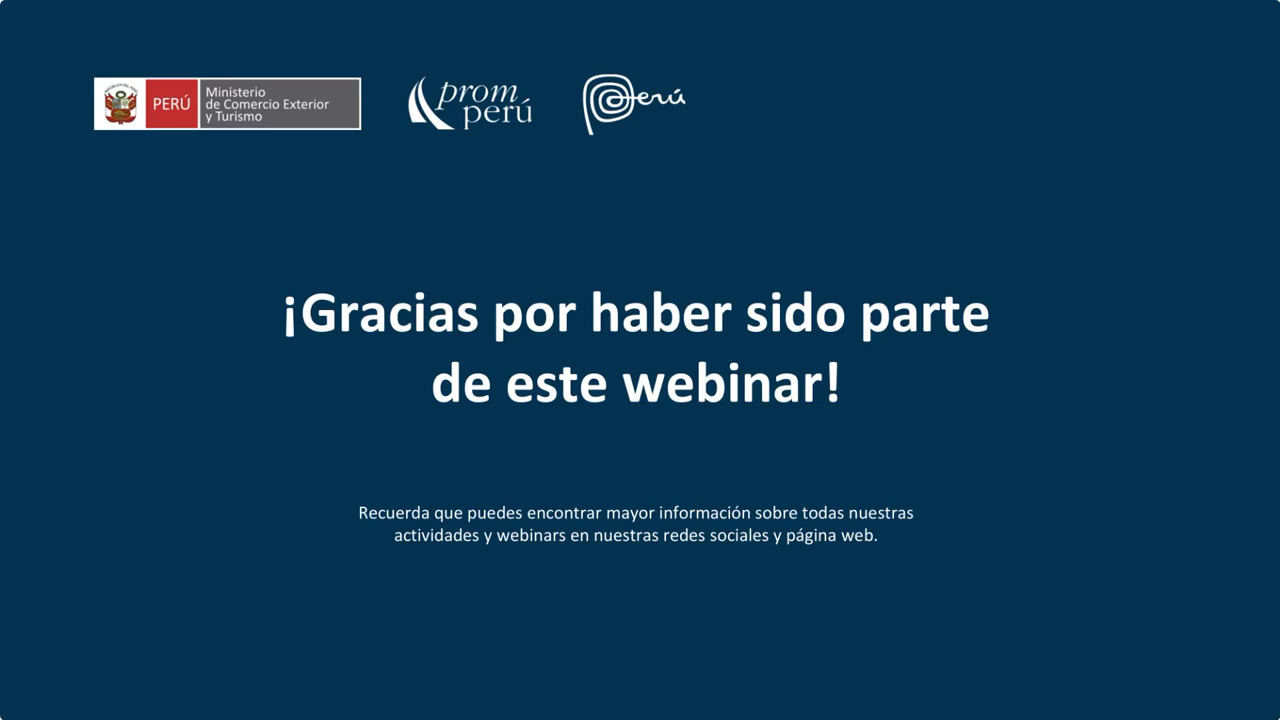 PERÚ
Ministerio
de Comercio Exterior
y Turismo
prom
perú
Perú
¡Gracias por haber sido parte
de este webinar!
Recuerda que puedes encontrar mayor información sobre todas nuestras
actividades y webinars en nuestras redes sociales y página web.